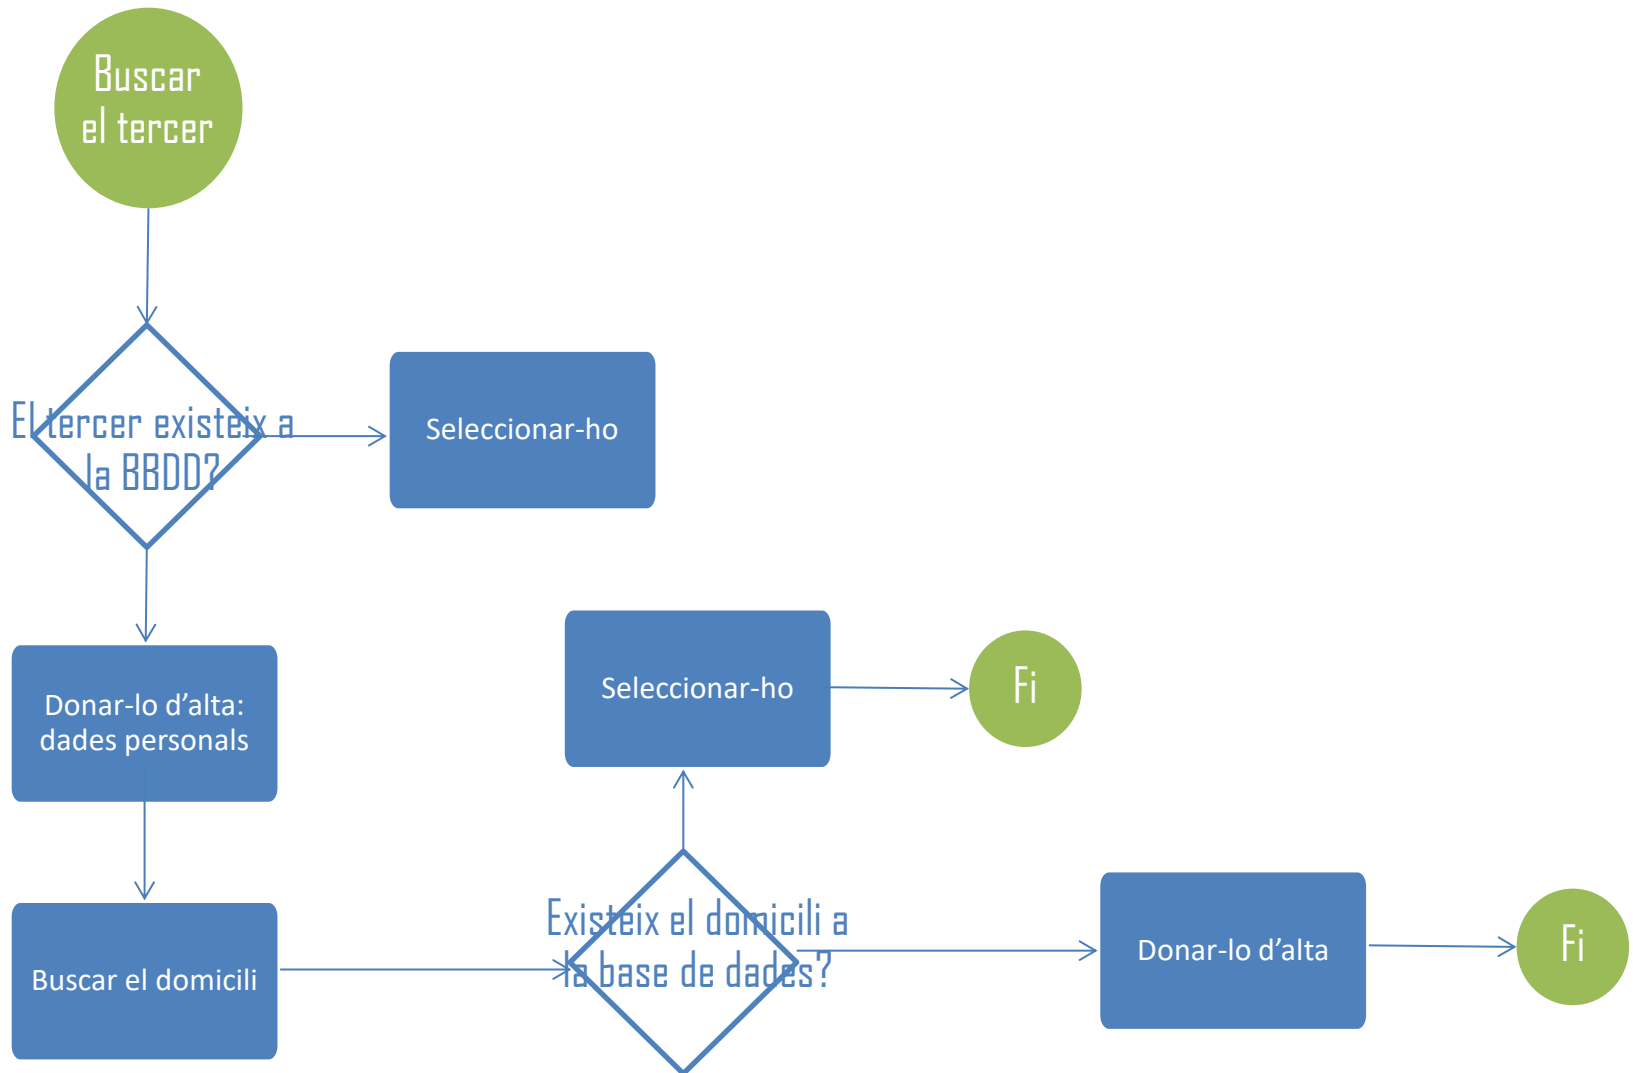 Buscar
el tercer
El tercer existeix a
la BBDD?
Seleccionar-ho
Donar-lo d’alta:
dades personals
Seleccionar-ho
Fi
Buscar el domicili
Existeix el domicili a
la base de dades?
Donar-lo d’alta
Fi